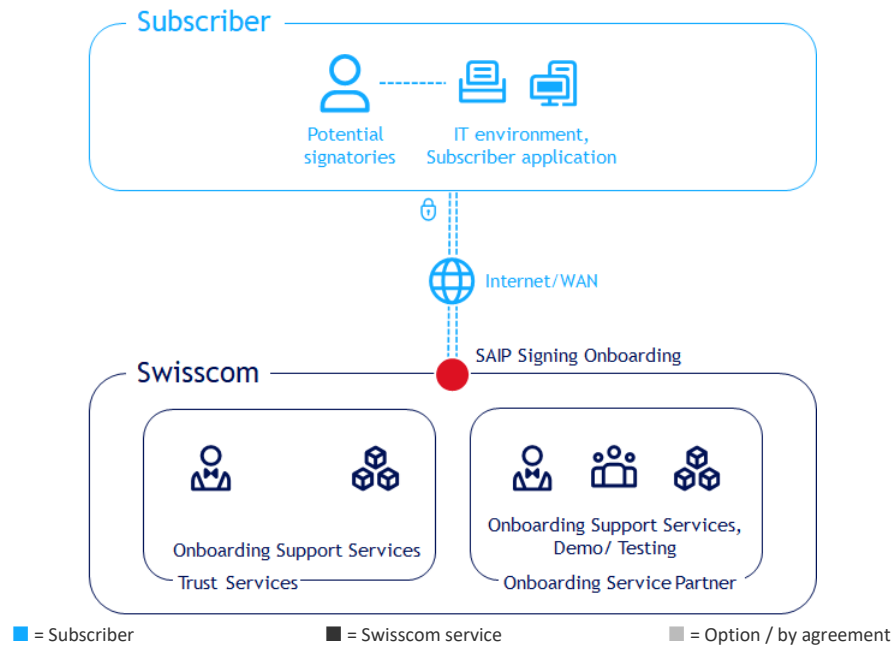 Subscriber
Potential
signatories
IT environment,
Subscriber application
Internet/WAN
SAIP Signing Onboarding
Swisscom
Onboarding Support Services
Trust Services
Onboarding Support Services,
Demo/ Testing
Onboarding Service Partner
= Subscriber
= Swisscom service
= Option / by agreement